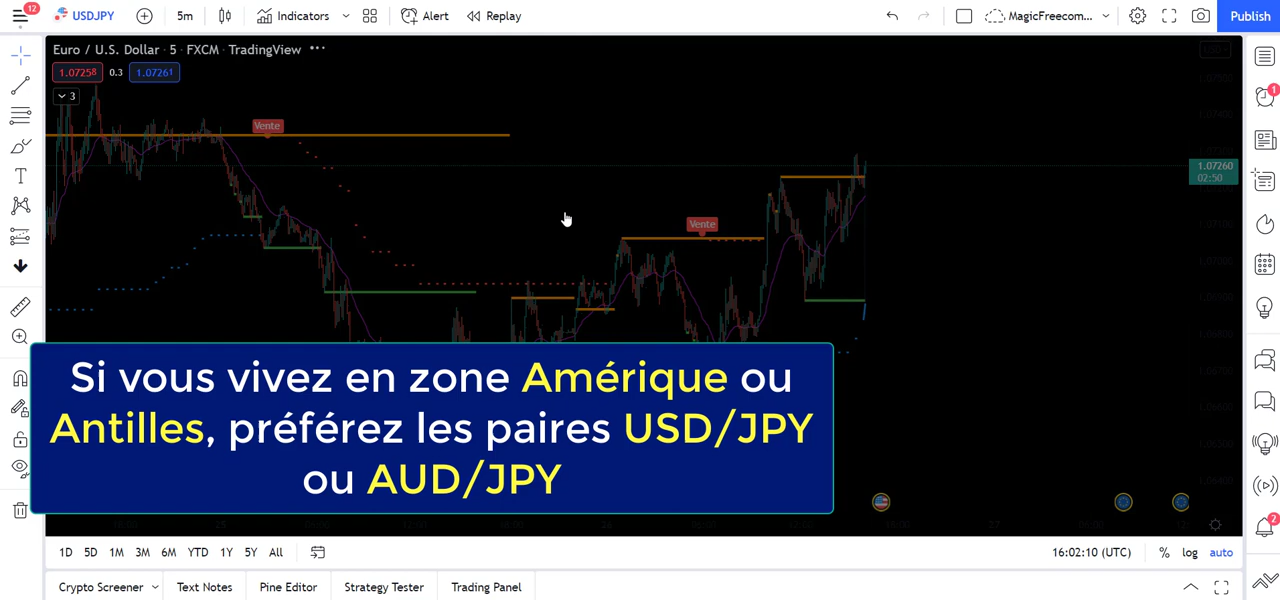 12
USDJPY
5m
Indicators
Alert
Replay
MagicFreecom...
Publish
Euro / U.S. Dollar · 5 · FXCM · TradingView ···
1.07258 0.3 1.07261
3
Vente
Vente
1
1.07260
02:50
Si vous vivez en zone Amérique ou
Antilles, préférez les paires USD/JPY
ou AUD/JPY
1D 5D 1M 3M 6M YTD 1Y 5Y All
16:02:10 (UTC) % log auto
2
Crypto Screener
Text Notes
Pine Editor
Strategy Tester
Trading Panel